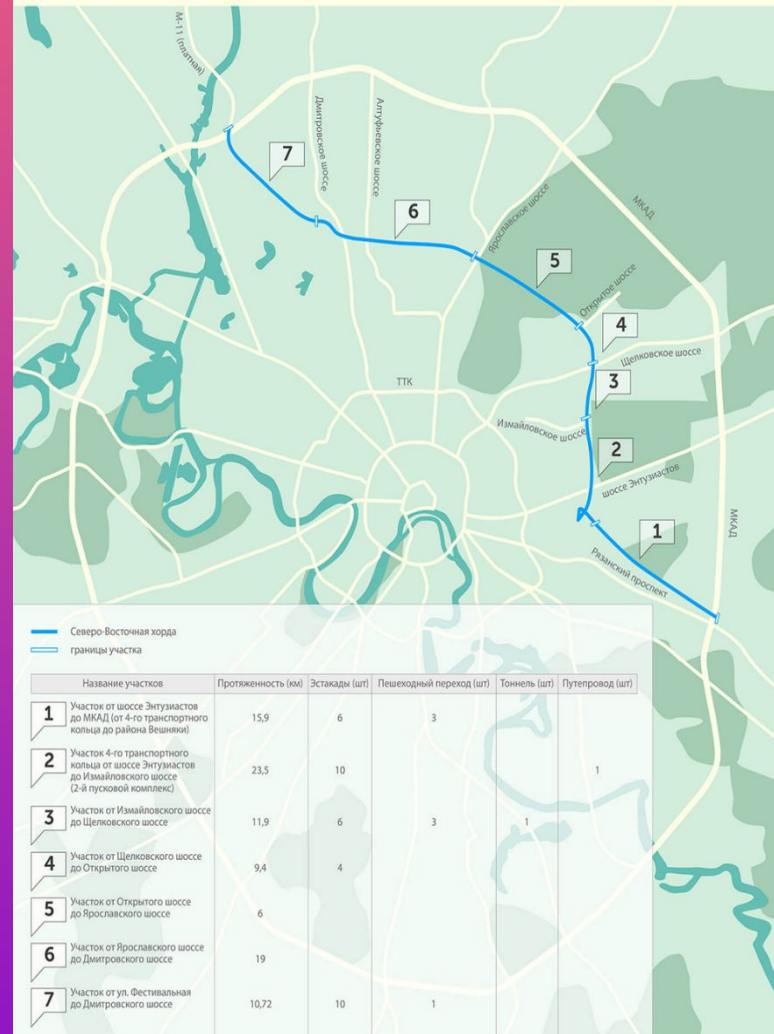 М-11 (платная)
Дмитровское шоссе
Алтуфьевское шоссе
7
6
Ярославское шоссе
МКАД
5
Открытое шоссе
4
Щелковское шоссе
3
ТТК
Измайловское шоссе
2
шоссе Энтузиастов
1
МКАД
Рязанский проспект
Северо-Восточная хорда
границы участка
Название участков Протяженность (км) Эстакады (шт) Пешеходный переход (шт) Тоннель (шт) Путепровод (шт)
1 Участок от шоссе Энтузиастов
до МКАД (от 4-го транспортного
кольца до района Вешняки)
15,9 6 3
2 Участок 4-го транспортного
кольца от шоссе Энтузиастов
до Измайловского шоссе
(2-й пусковой комплекс)
23,5 10 1
3 Участок от Измайловского шоссе
до Щелковского шоссе
11,9 6 3 1
4 Участок от Щелковского шоссе
до Открытого шоссе
9,4 4
5 Участок от Открытого шоссе
до Ярославского шоссе
6
6 Участок от Ярославского шоссе
до Дмитровского шоссе
19
7 Участок от ул. Фестивальная
до Дмитровского шоссе
10,72 10 1